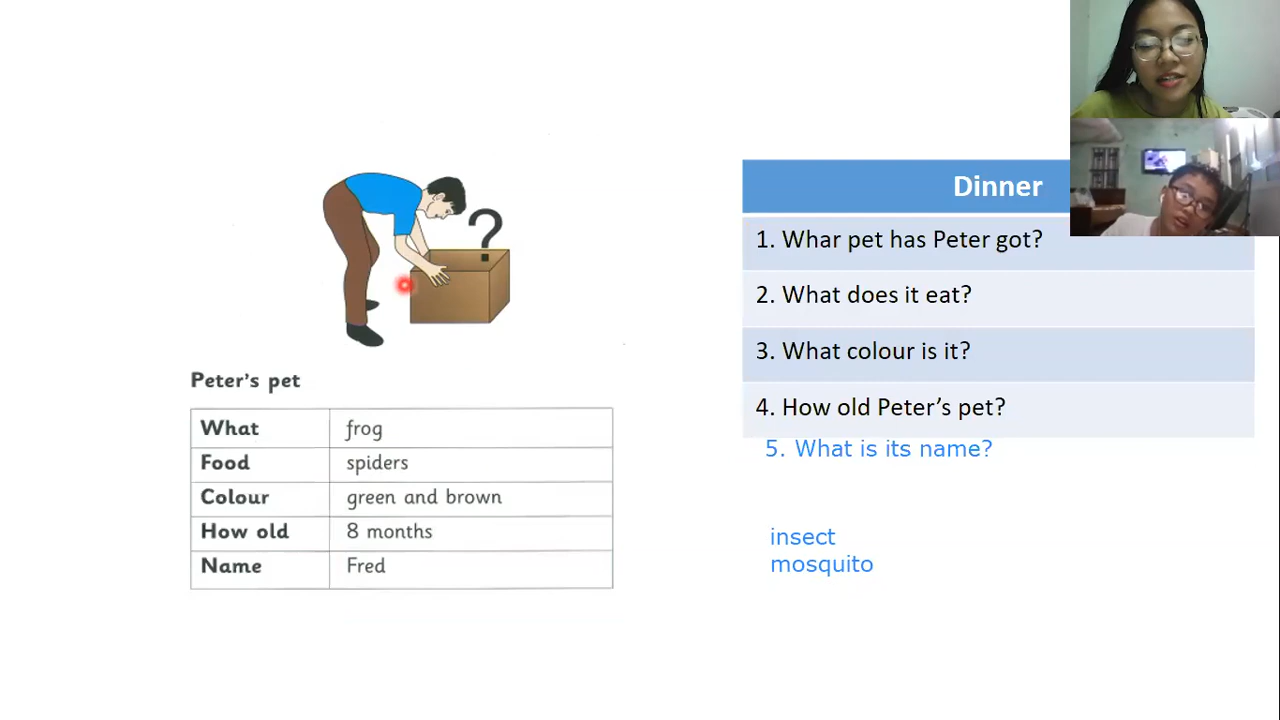 ?
Peter's pet
What frog
Food spiders
Colour green and brown
How old 8 months
Name Fred
Dinner
1. Whar pet has Peter got?
2. What does it eat?
3. What colour is it?
4. How old Peter’s pet?
5. What is its name?
insect
mosquito